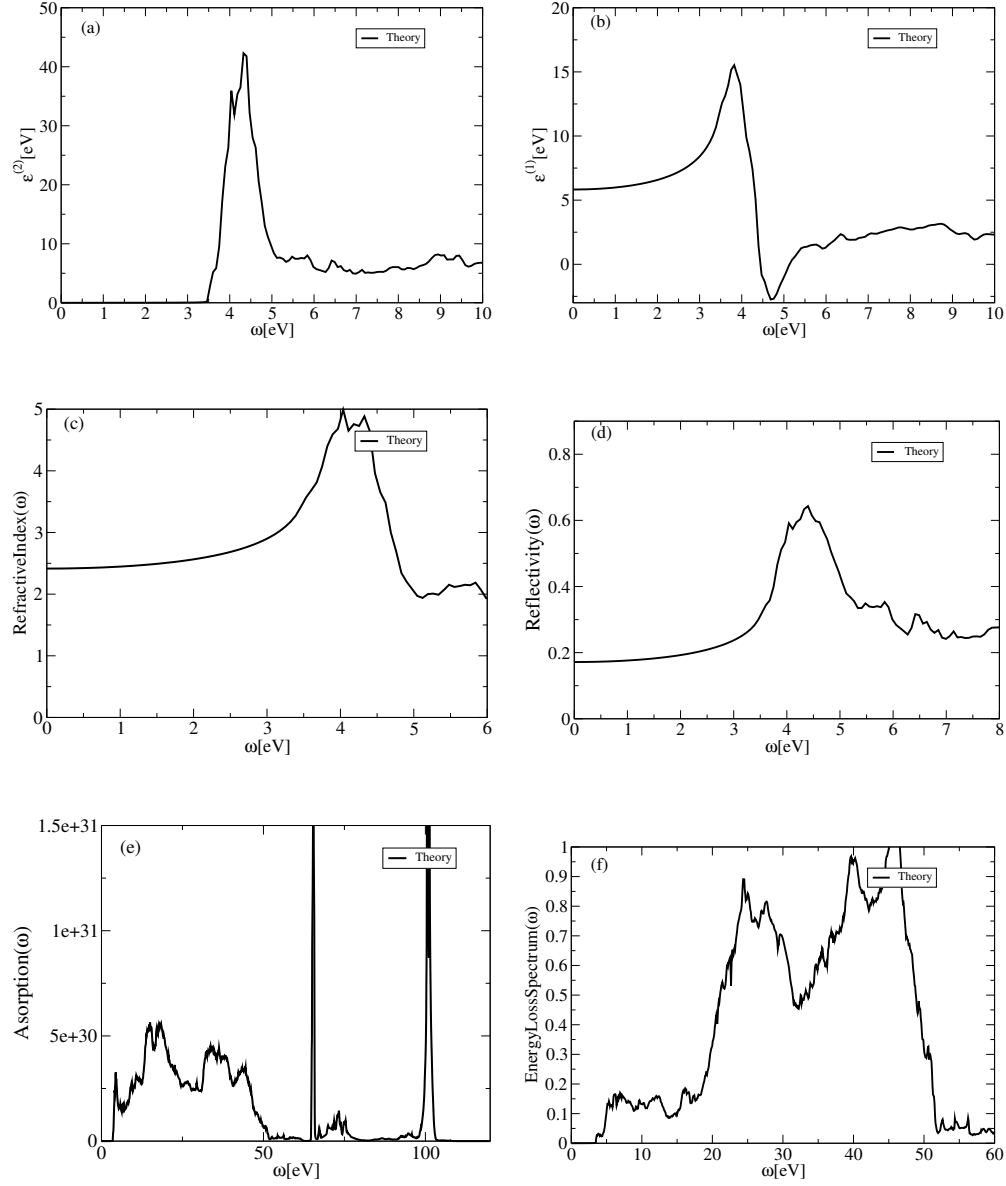 (a)
Theory
50
40
30
20
10
0
ε(2)[eV]
0 1 2 3 4 5 6 7 8 9 10
ω[eV]
(b)
Theory
20
15
10
5
0
ε(1)[eV]
0 1 2 3 4 5 6 7 8 9 10
ω[eV]
(c)
Theory
5
4
3
2
1
0
RefractiveIndex(ω)
0 1 2 3 4 5 6
ω[eV]
(d)
Theory
0.8
0.6
0.4
0.2
0
Reflectivity(ω)
0 1 2 3 4 5 6 7 8
ω[eV]
(e)
Theory
1.5e+31
1e+31
5e+30
0
Asorption(ω)
0 50 100
ω[eV]
(f)
Theory
1
0.9
0.8
0.7
0.6
0.5
0.4
0.3
0.2
0.1
0
EnergyLossSpectrum(ω)
0 10 20 30 40 50 60
ω[eV]